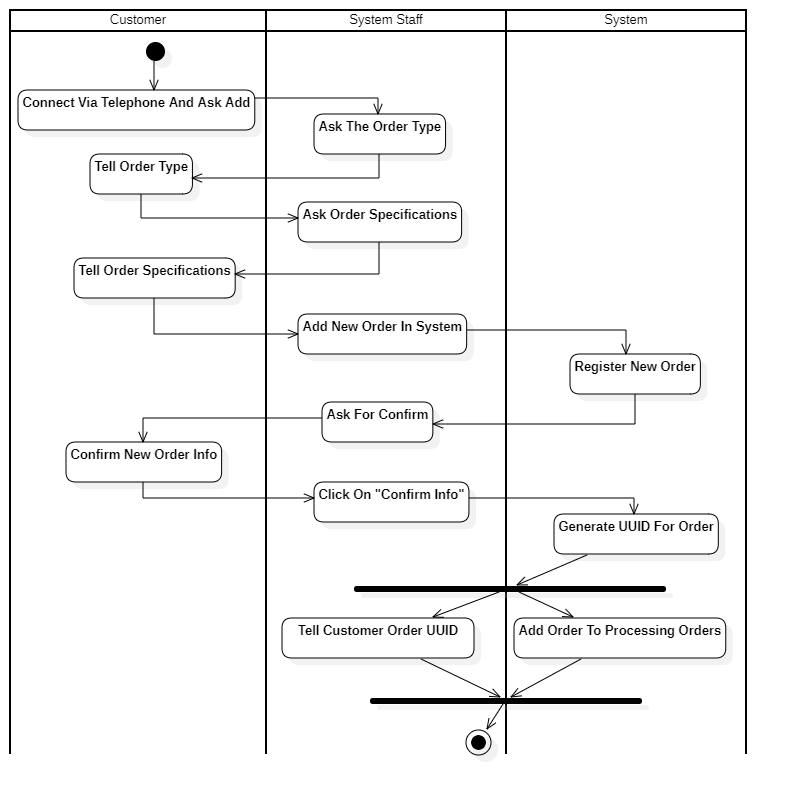 Customer
System Staff
System
Connect Via Telephone And Ask Add
Ask The Order Type
Tell Order Type
Ask Order Specifications
Tell Order Specifications
Add New Order In System
Register New Order
Ask For Confirm
Confirm New Order Info
Click On "Confirm Info"
Generate UUID For Order
Tell Customer Order UUID
Add Order To Processing Orders